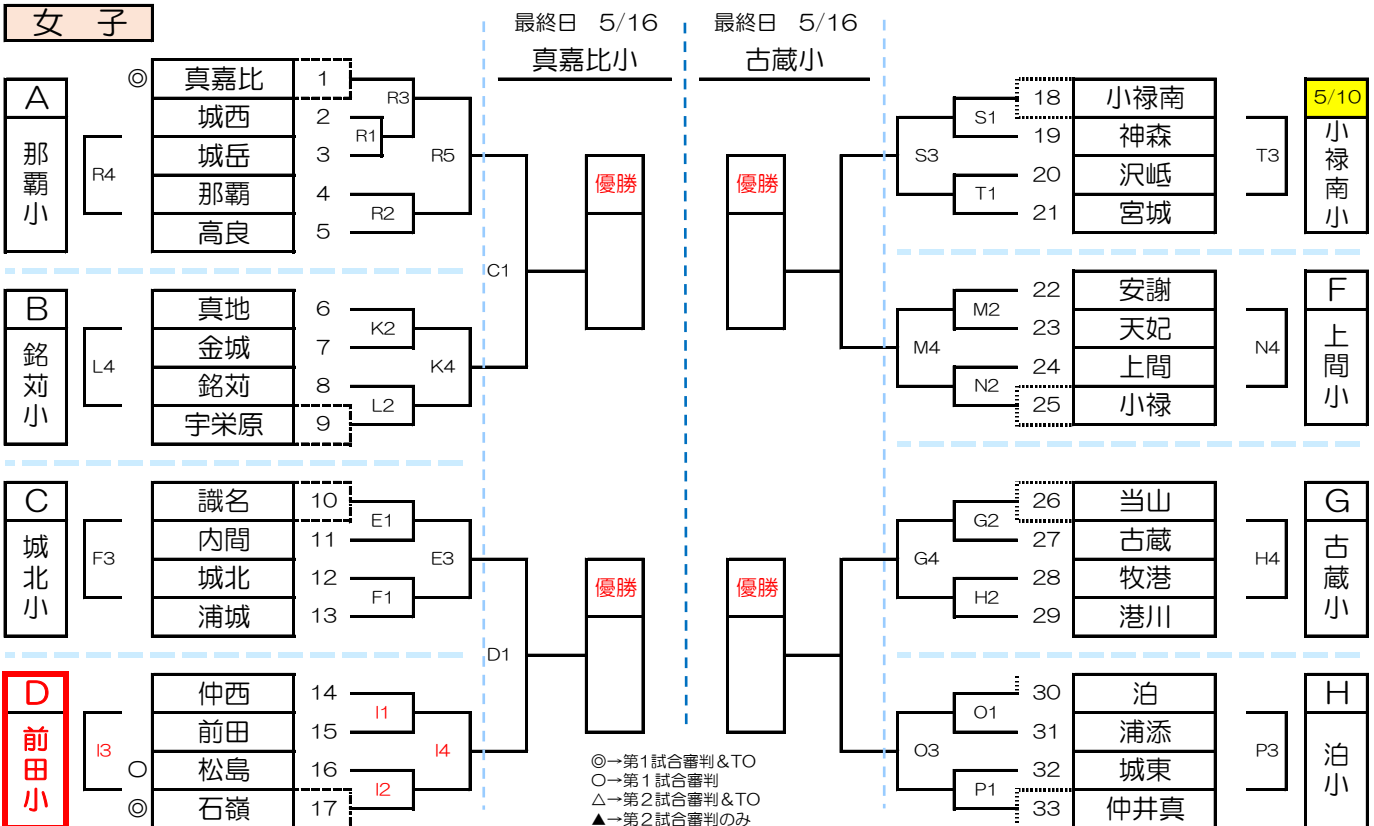 女 子
最終日 5/16
真嘉比小
最終日 5/16
古蔵小
A
那覇小
R4
◎ 真嘉比 1
城西 2
城岳 3
那覇 4
高良 5
R3
R1
R5
R2
B
銘苅小
L4
真地 6
金城 7
銘苅 8
宇栄原 9
K2
K4
L2
C1
優勝
C
城北小
F3
識名 10
内間 11
城北 12
浦城 13
E1
E3
F1
D
前田小
I3
仲西 14
前田 15
○ 松島 16
◎ 石嶺 17
I1
I4
I2
D1
優勝
優勝
S1
S3
T1
18 小禄南
19 神森
20 沢岻
21 宮城
T3
5/10
小禄南小
M2
M4
N2
22 安謝
23 天妃
24 上間
25 小禄
N4
F
上間小
優勝
G2
G4
H2
26 当山
27 古蔵
28 牧港
29 港川
H4
G
古蔵小
O1
O3
P1
30 泊
31 浦添
32 城東
33 仲井真
P3
H
泊小
◎→第1試合審判&TO
○→第1試合審判
△→第2試合審判&TO
▲→第2試合審判のみ